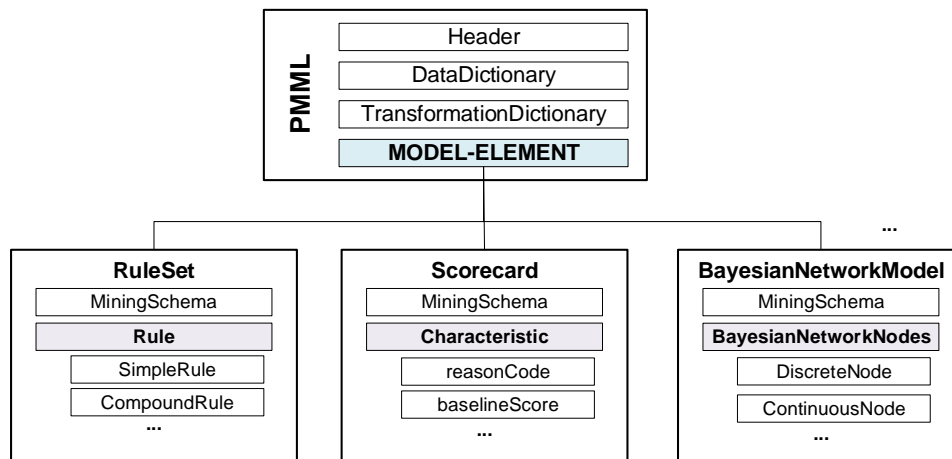 PMML
Header
DataDictionary
TransformationDictionary
MODEL-ELEMENT
...
RuleSet
MiningSchema
Rule
SimpleRule
CompoundRule
...
Scorecard
MiningSchema
Characteristic
reasonCode
baselineScore
...
BayesianNetworkModel
MiningSchema
BayesianNetworkNodes
DiscreteNode
ContinuousNode
...